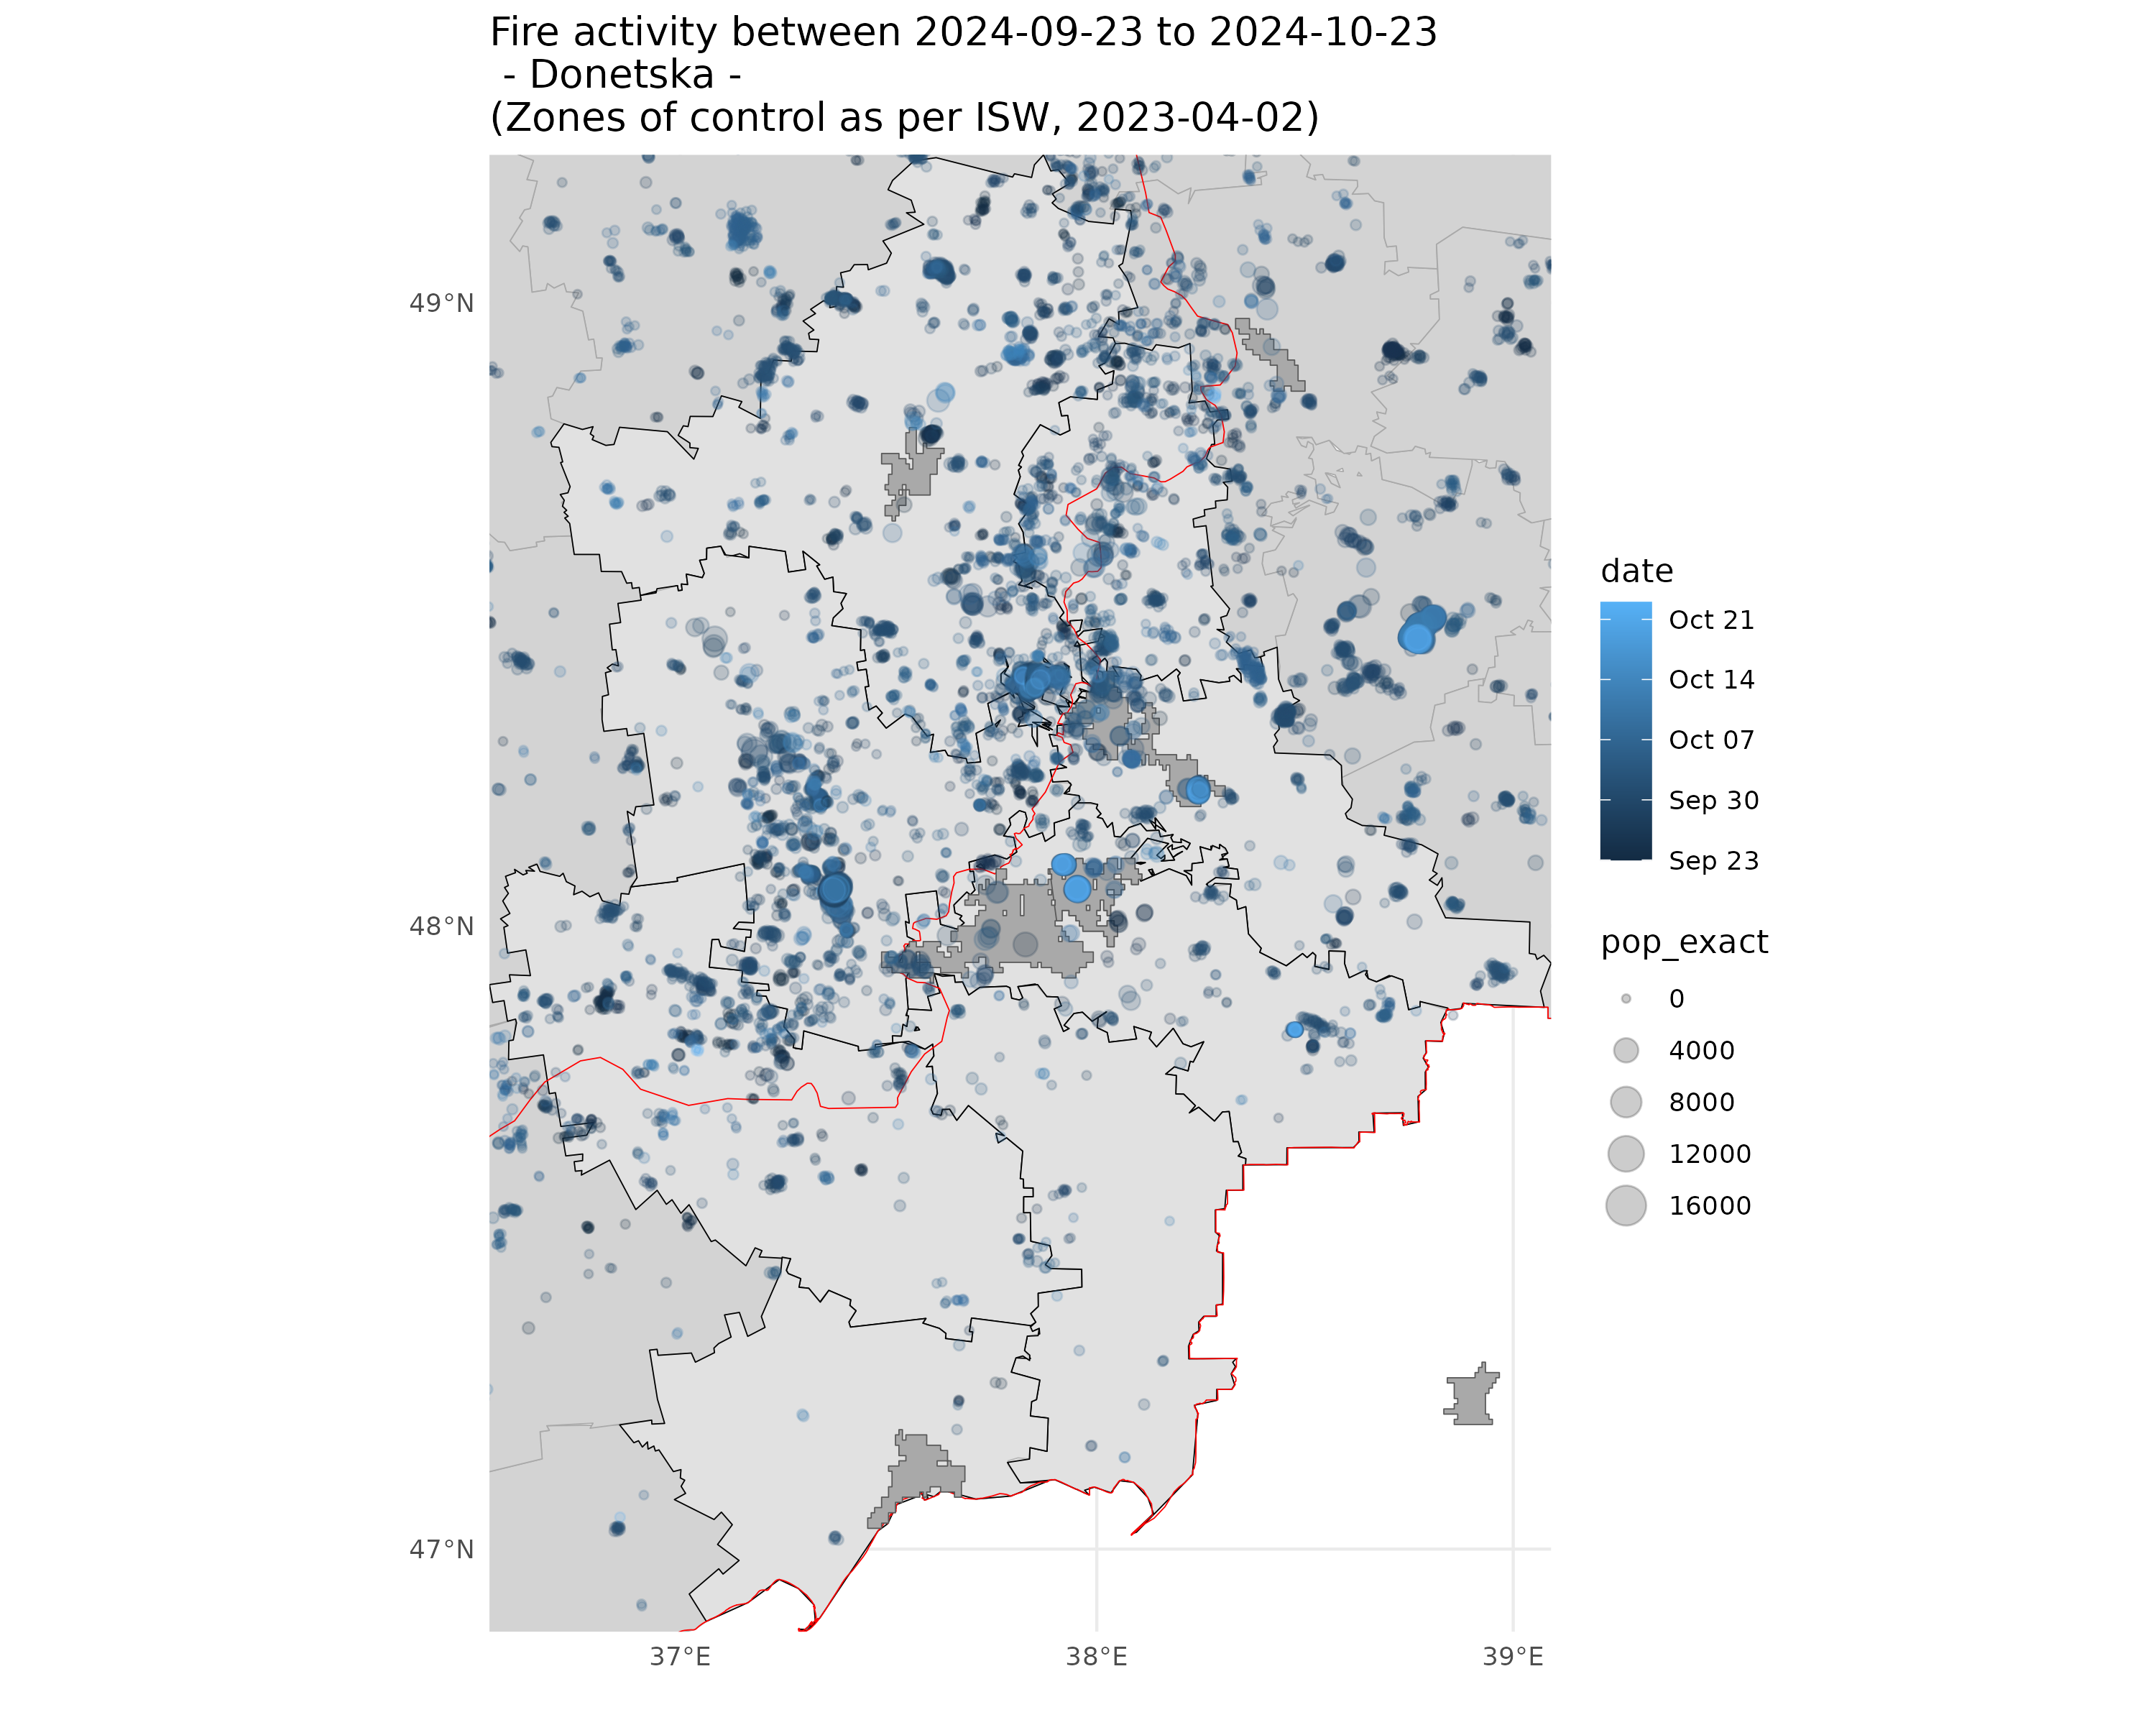 Fire activity between 2024-09-23 to 2024-10-23
- Donetska -
(Zones of control as per ISW, 2023-04-02)
49°N
48°N
47°N
37°E
38°E
39°E
date
Oct 21
Oct 14
Oct 07
Sep 30
Sep 23
pop_exact
0
4000
8000
12000
16000